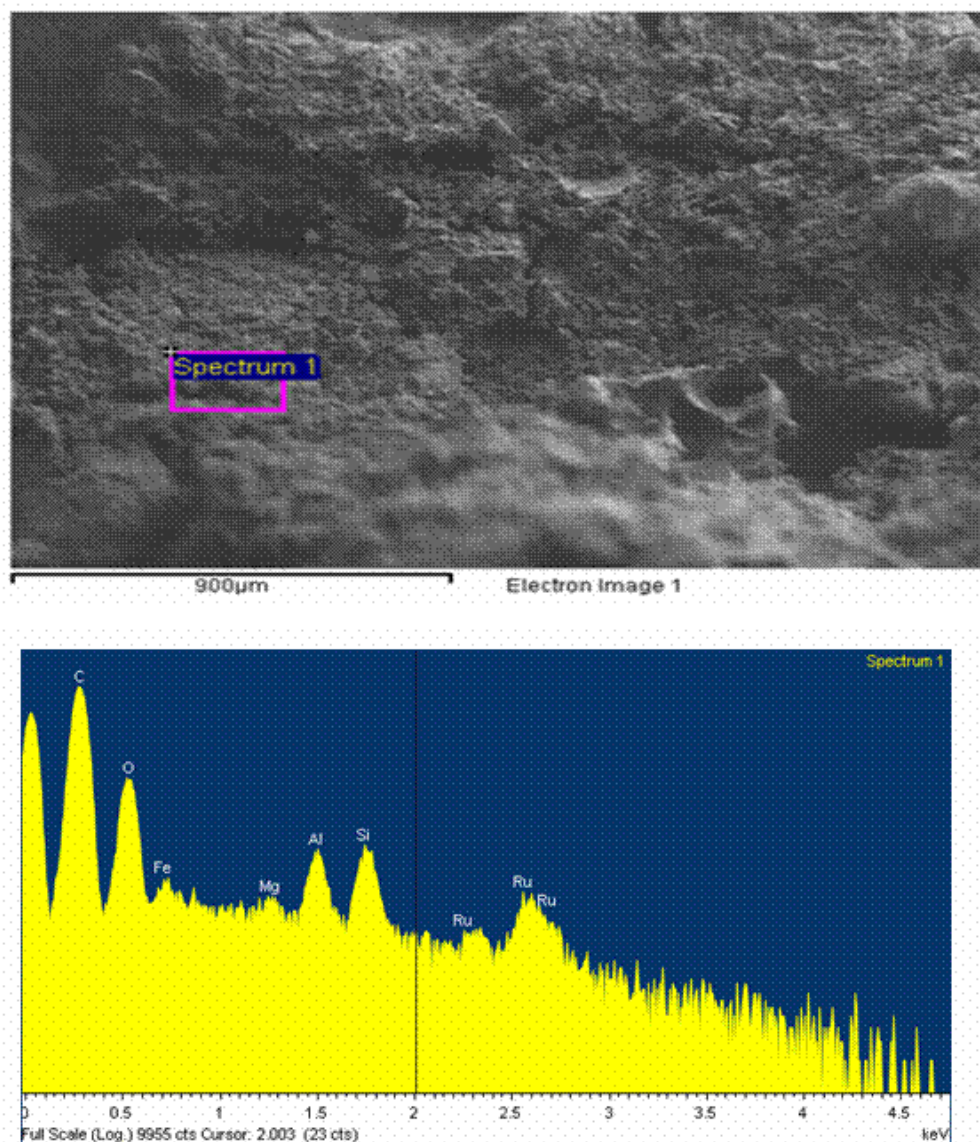 Spectrum 1
900µm Electron Image 1
Spectrum 1
C
O
Fe
Mg
Al
Si
Ru
Ru
Ru
0 0.5 1 1.5 2 2.5 3 3.5 4 4.5
Full Scale (Log.) 9955 cts Cursor: 2.003 (23 cts) keV